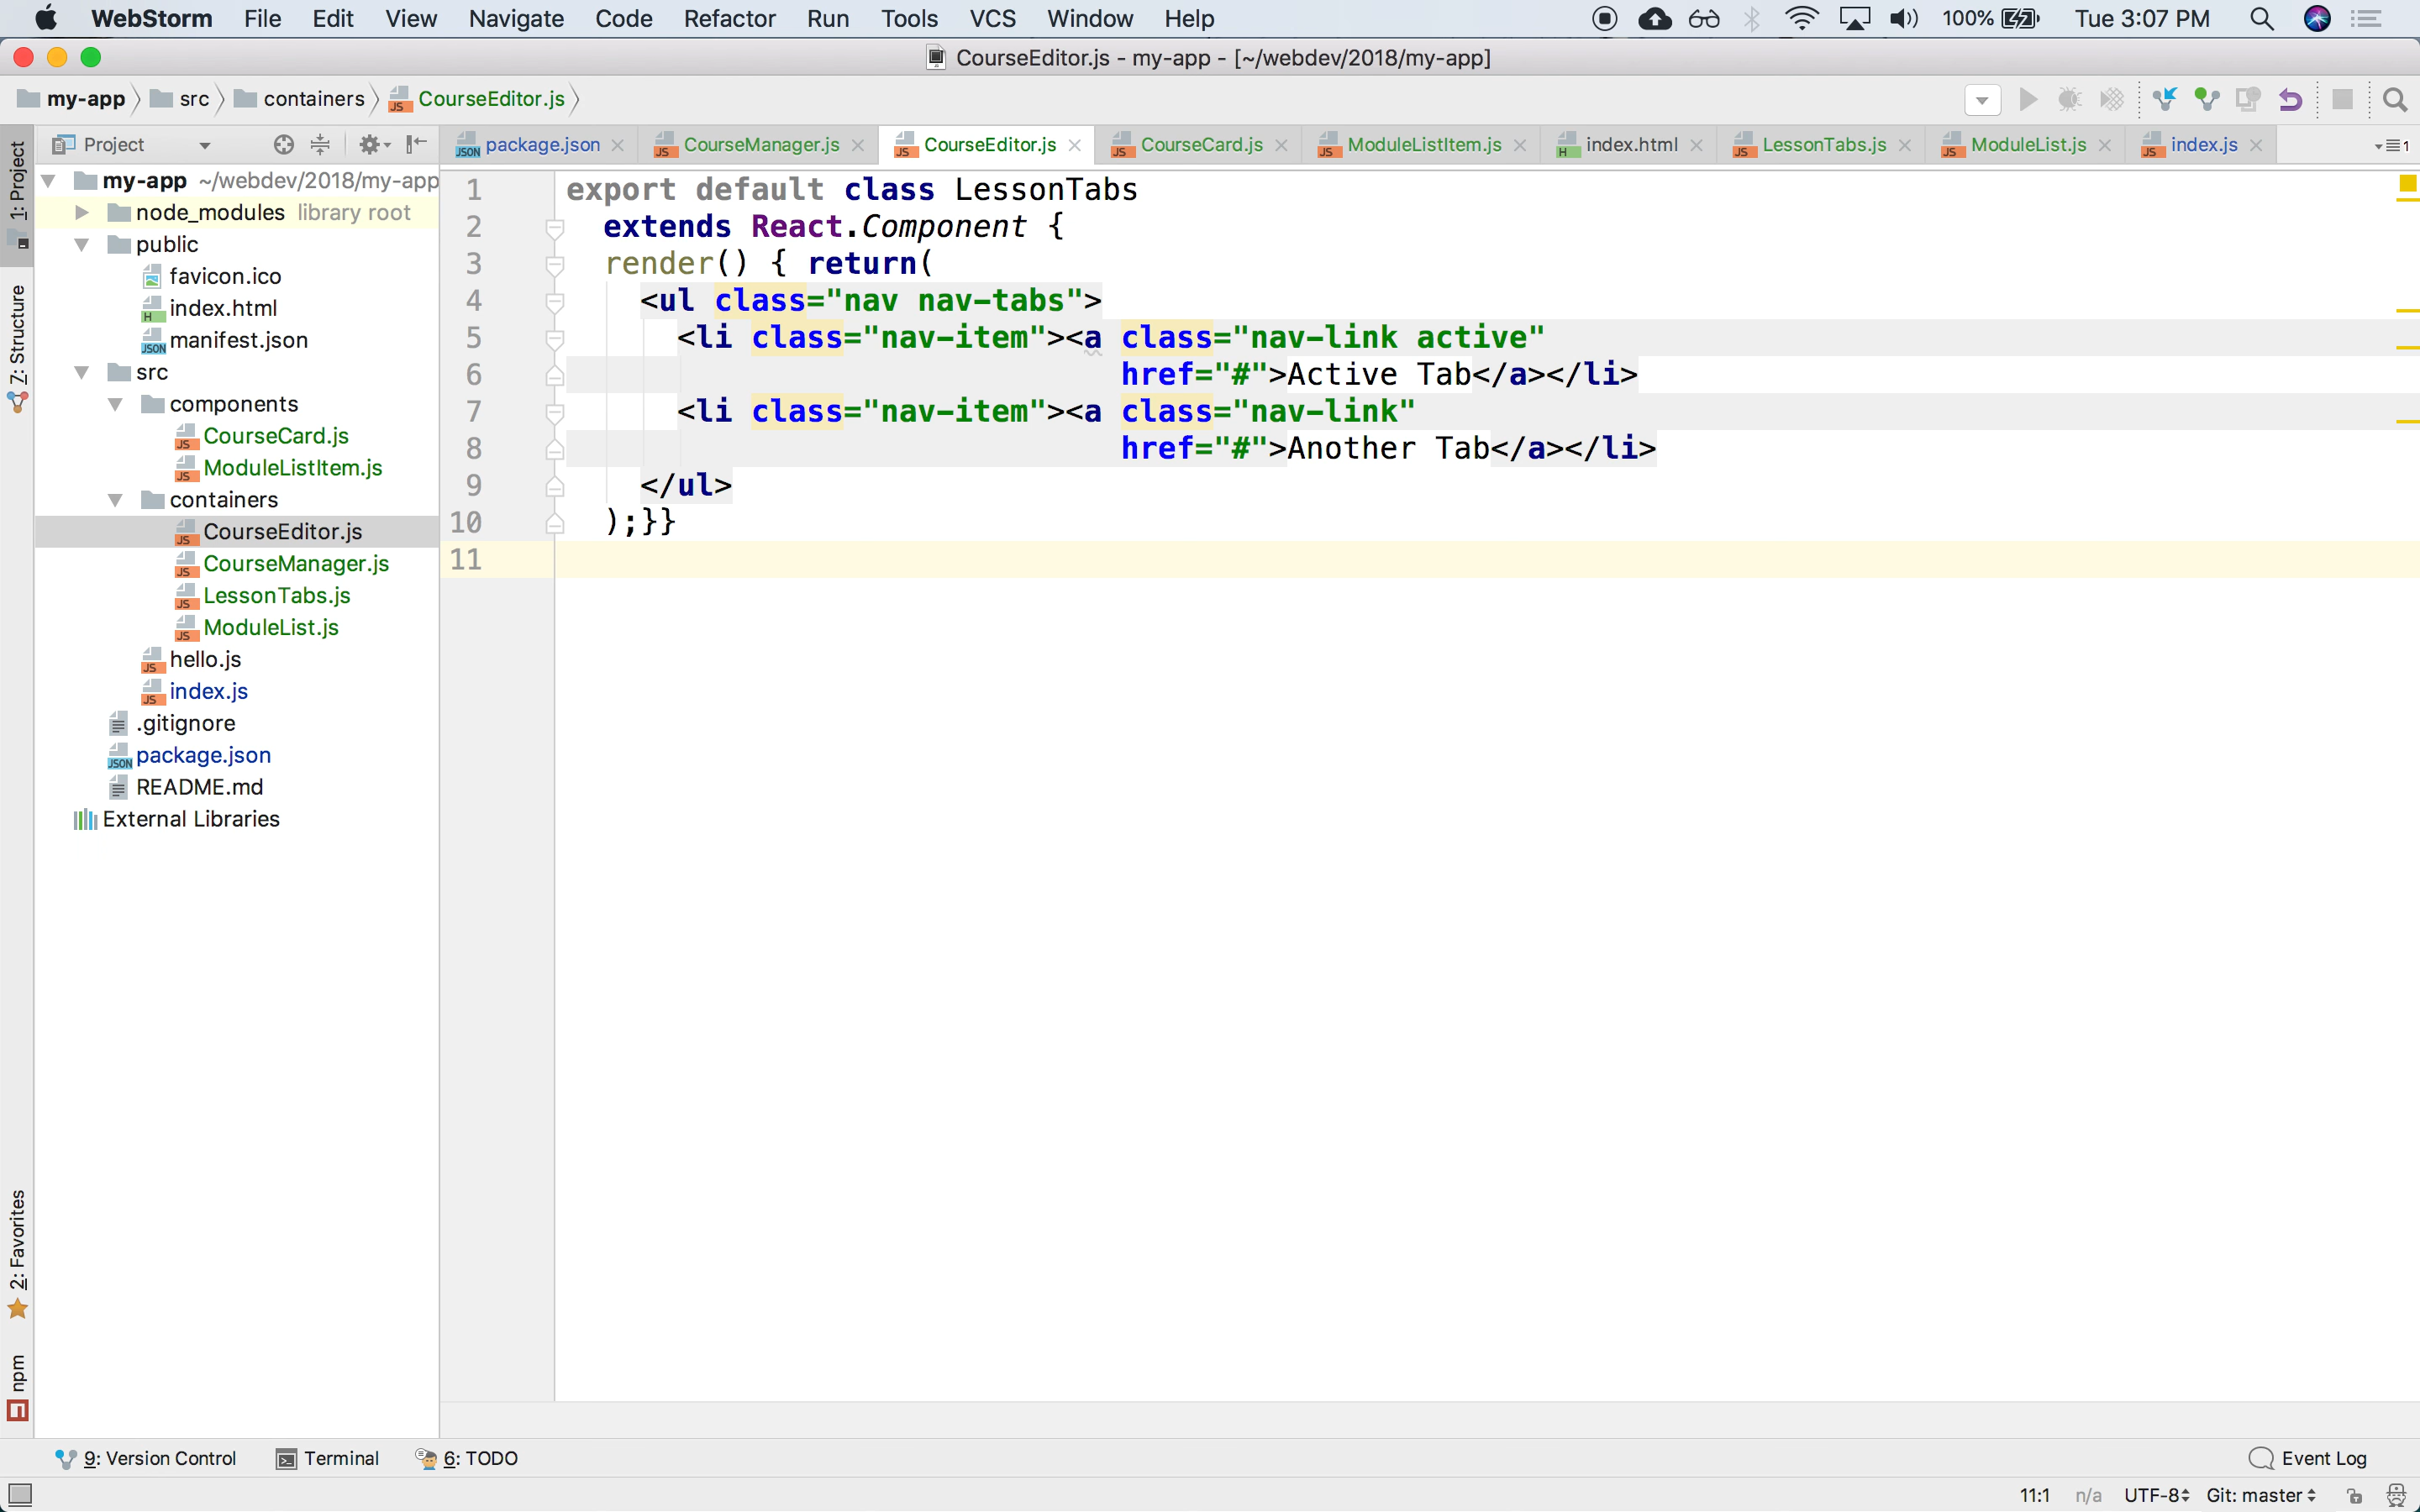 WebStorm File Edit View Navigate Code Refactor Run Tools VCS Window Help 100% Tue 3:07 PM
CourseEditor.js - my-app - [~/webdev/2018/my-app]
my-app src containers CourseEditor.js
Project
package.json CourseManager.js CourseEditor.js CourseCard.js ModuleListItem.js index.html LessonTabs.js ModuleList.js index.js 1
1: Project
7: Structure
2: Favorites
npm
my-app ~/webdev/2018/my-app
node_modules library root
public
favicon.ico
index.html
manifest.json
src
components
CourseCard.js
ModuleListItem.js
containers
CourseEditor.js
CourseManager.js
LessonTabs.js
ModuleList.js
hello.js
index.js
.gitignore
package.json
README.md
External Libraries
1 export default class LessonTabs
2 extends React.Component {
3 render() { return(
4 <ul class="nav nav-tabs">
5 <li class="nav-item"><a class="nav-link active"
6 href="#">Active Tab</a></li>
7 <li class="nav-item"><a class="nav-link"
8 href="#">Another Tab</a></li>
9 </ul>
10 );}}
11
9: Version Control Terminal 6: TODO Event Log
11:1 n/a UTF-8 Git: master